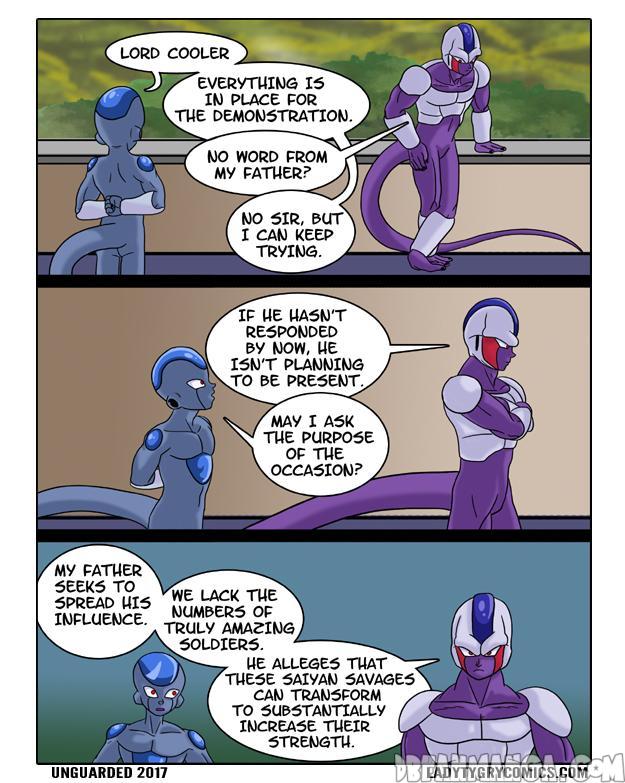 LORD COOLER
EVERYTHING IS
IN PLACE FOR
THE DEMONSTRATION.
NO WORD FROM
MY FATHER?
NO SIR, BUT
I CAN KEEP
TRYING.
IF HE HASN'T
RESPONDED
BY NOW, HE
ISN'T PLANNING
TO BE PRESENT.
MAY I ASK
THE PURPOSE
OF THE
OCCASION?
MY FATHER
SEEKS TO
SPREAD HIS
INFLUENCE.
WE LACK THE
NUMBERS OF
TRULY AMAZING
SOLDIERS.
HE ALLEGES THAT
THESE SAIYAN SAVAGES
CAN TRANSFORM
TO SUBSTANTIALLY
INCREASE THEIR
STRENGTH.
UNGUARDED 2017
LADYTYGRYCOMICS.COM
DBFANMANGA.COM